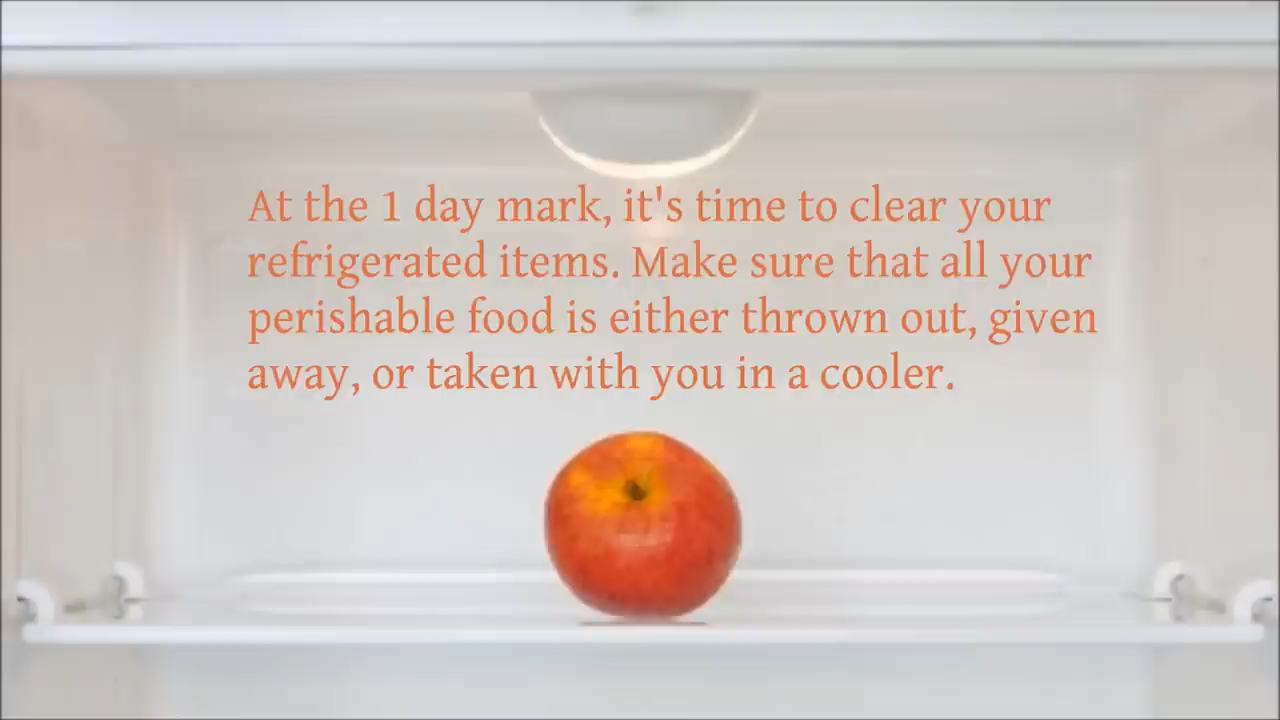 At the 1 day mark, it's time to clear your
refrigerated items. Make sure that all your
perishable food is either thrown out, given
away, or taken with you in a cooler.